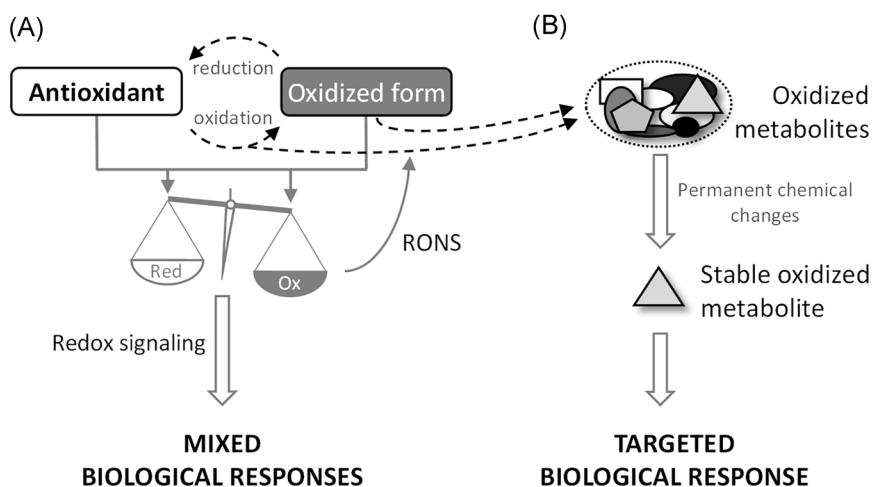 (A)
reduction
Antioxidant
Oxidized form
oxidation
Red
Ox
RONS
Redox signaling
MIXED
BIOLOGICAL RESPONSES
(B)
Oxidized
metabolites
Permanent chemical
changes
Stable oxidized
metabolite
TARGETED
BIOLOGICAL RESPONSE